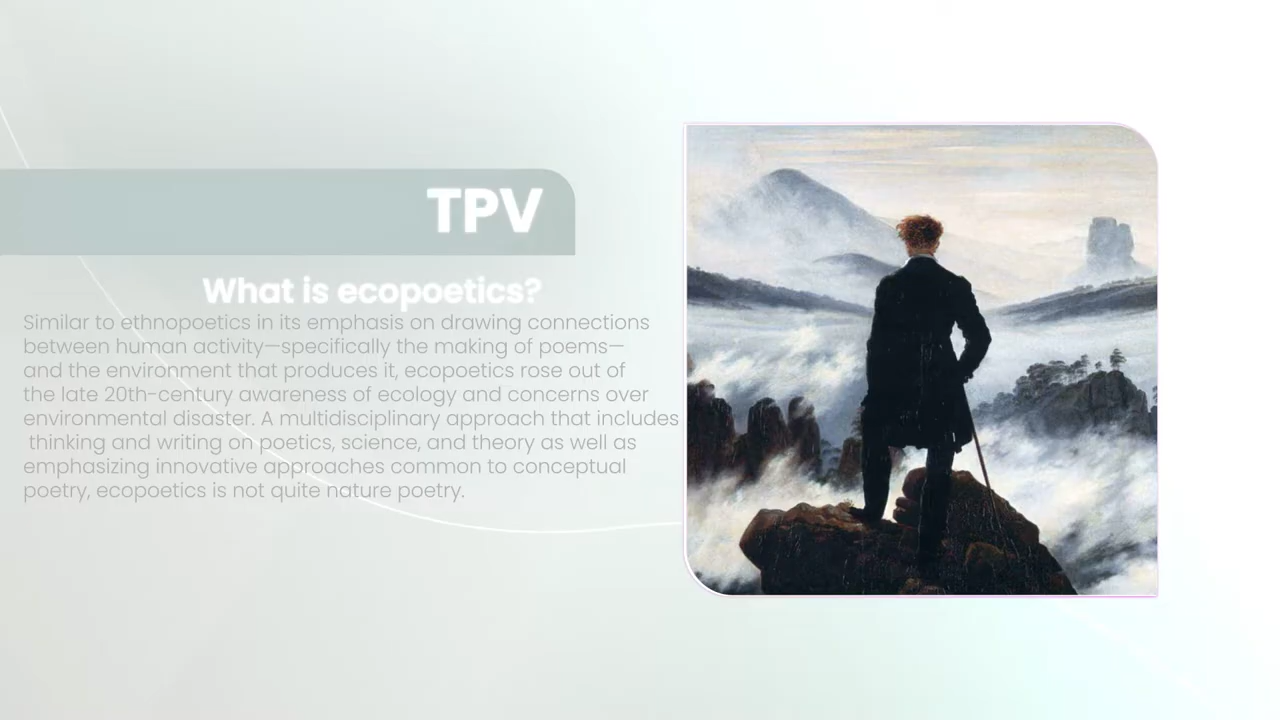 TPV
What is ecopoetics?
Similar to ethnopoetics in its emphasis on drawing connections
between human activity—specifically the making of poems—
and the environment that produces it, ecopoetics rose out of
the late 20th-century awareness of ecology and concerns over
environmental disaster. A multidisciplinary approach that includes
thinking and writing on poetics, science, and theory as well as
emphasizing innovative approaches common to conceptual
poetry, ecopoetics is not quite nature poetry.